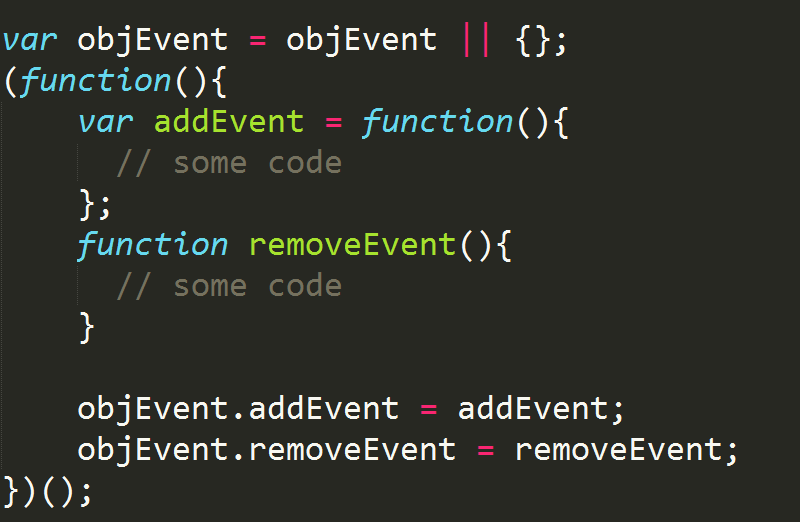 var objEvent = objEvent || {};
(function(){
    var addEvent = function(){
      // some code
    };
    function removeEvent(){
      // some code
    }

    objEvent.addEvent = addEvent;
    objEvent.removeEvent = removeEvent;
})();